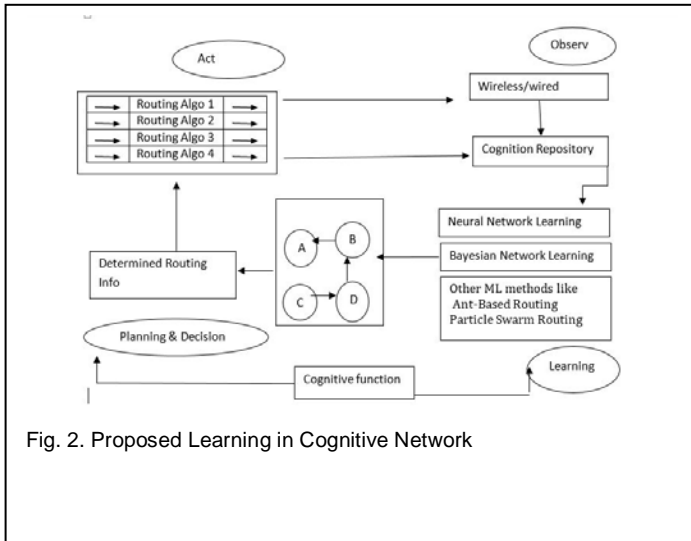 Act
Observ
Wireless/wired
Routing Algo 1
Routing Algo 2
Routing Algo 3
Routing Algo 4
Cognition Repository
Neural Network Learning
Bayesian Network Learning
Other ML methods like
Ant-Based Routing
Particle Swarm Routing
A
B
C
D
Determined Routing
Info
Planning & Decision
Cognitive function
Learning
Fig. 2. Proposed Learning in Cognitive Network